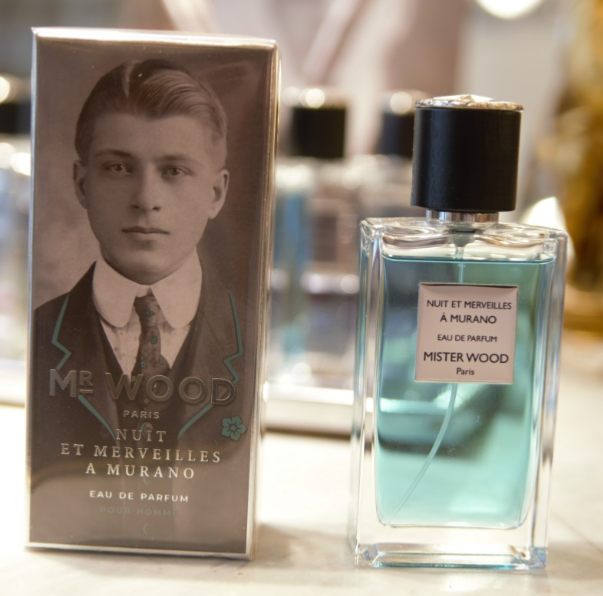 MR WOOD
PARIS
NUIT
ET MERVEILLES
A MURANO
EAU DE PARFUM
POUR HOMME
NUIT ET MERVEILLES
À MURANO
EAU DE PARFUM
MISTER WOOD
Paris